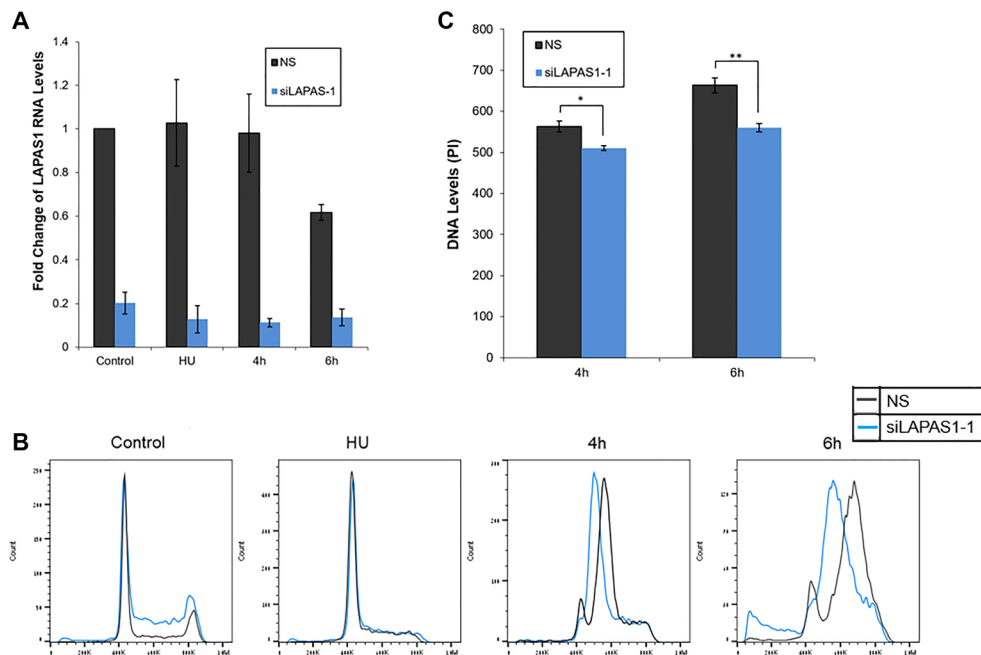 A
Fold Change of LAPAS1 RNA Levels
1.4
1.2
1
0.8
0.6
0.4
0.2
0
NS
siLAPAS-1
Control HU 4h 6h
C
DNA Levels (PI)
800
700
600
500
400
300
200
100
0
NS
siLAPAS1-1
*
**
4h 6h
NS
siLAPAS1-1
B
Control
Count
HU
Count
4h
Count
6h
Count